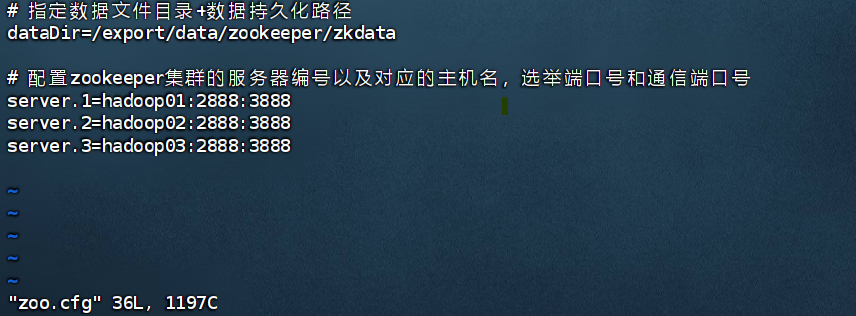 # 指定数据文件目录+数据持久化路径
dataDir=/export/data/zookeeper/zkdata
# 配置zookeeper集群的服务器编号以及对应的主机名，选举端口号和通信端口号
server.1=hadoop01:2888:3888
server.2=hadoop02:2888:3888
server.3=hadoop03:2888:3888
~
~
~
~
~
"zoo.cfg" 36L, 1197C